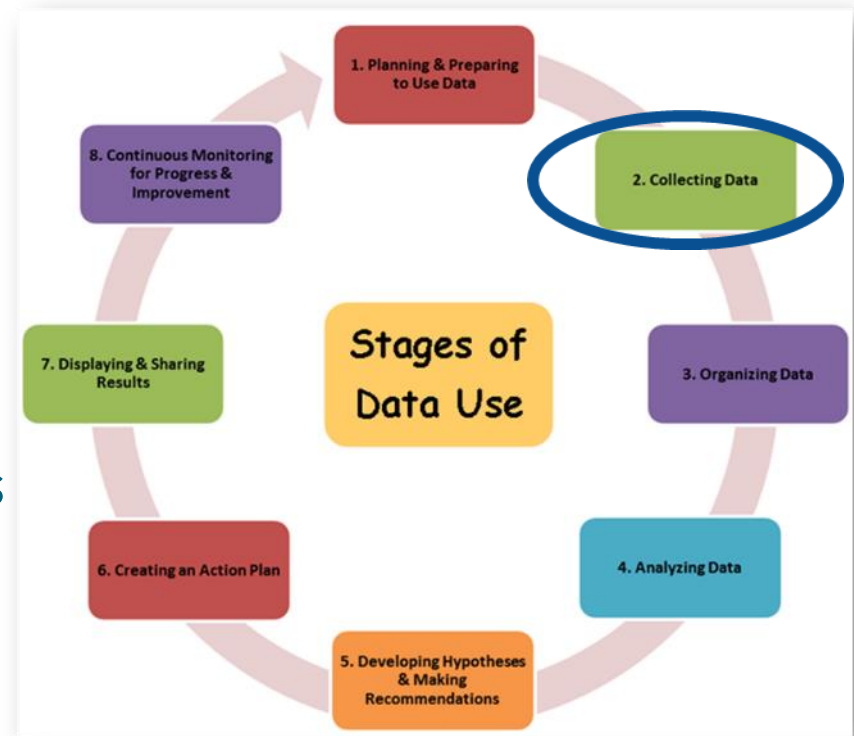 1. Planning & Preparing
to Use Data
2. Collecting Data
3. Organizing Data
4. Analyzing Data
5. Developing Hypotheses
& Making
Recommendations
6. Creating an Action Plan
7. Displaying & Sharing
Results
8. Continuous Monitoring
for Progress &
Improvement
Stages of
Data Use
s